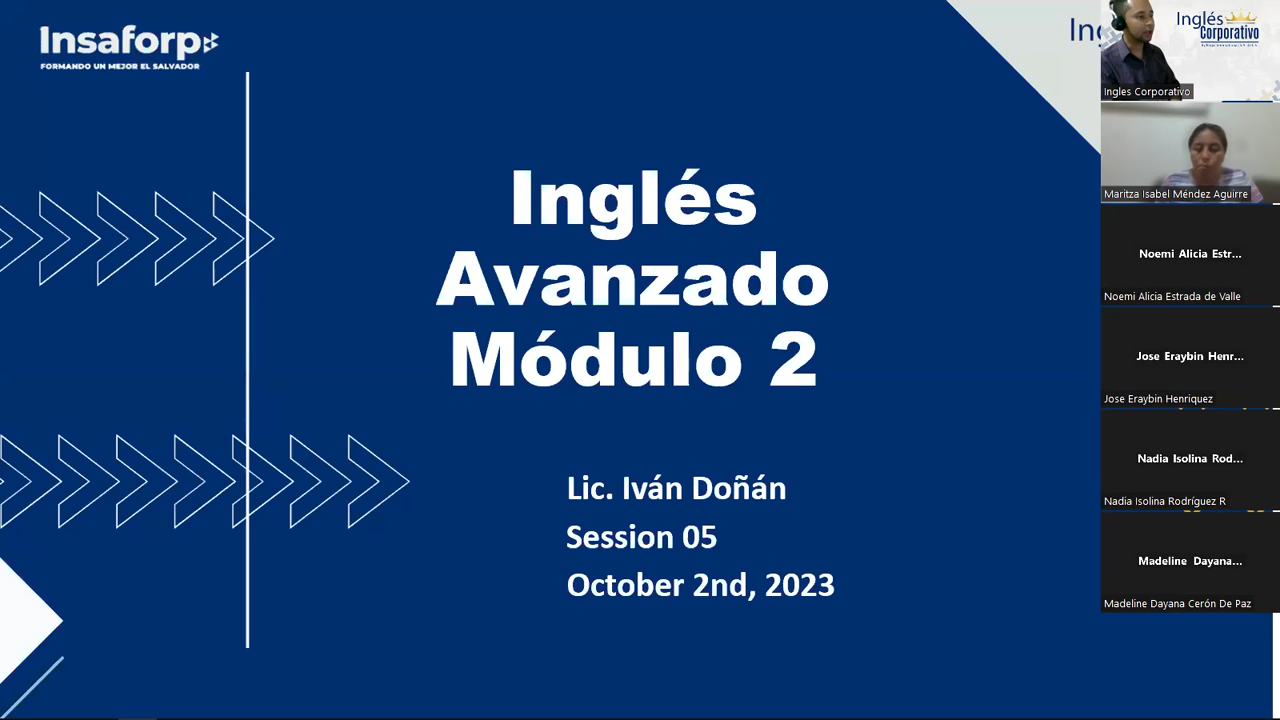 Insaforp
FORMANDO UN MEJOR EL SALVADOR
Inglés
Avanzado
Módulo 2
Lic. Iván Doñán
Session 05
October 2nd, 2023
Inglés
Corporativo
Ingles Corporativo
Maritza Isabel Méndez Aguirre
Noemi Alicia Estr...
Noemi Alicia Estrada de Valle
Jose Eraybin Henr...
Jose Eraybin Henriquez
Nadia Isolina Rod...
Nadia Isolina Rodríguez R
Madeline Dayana...
Madeline Dayana Cerón De Paz